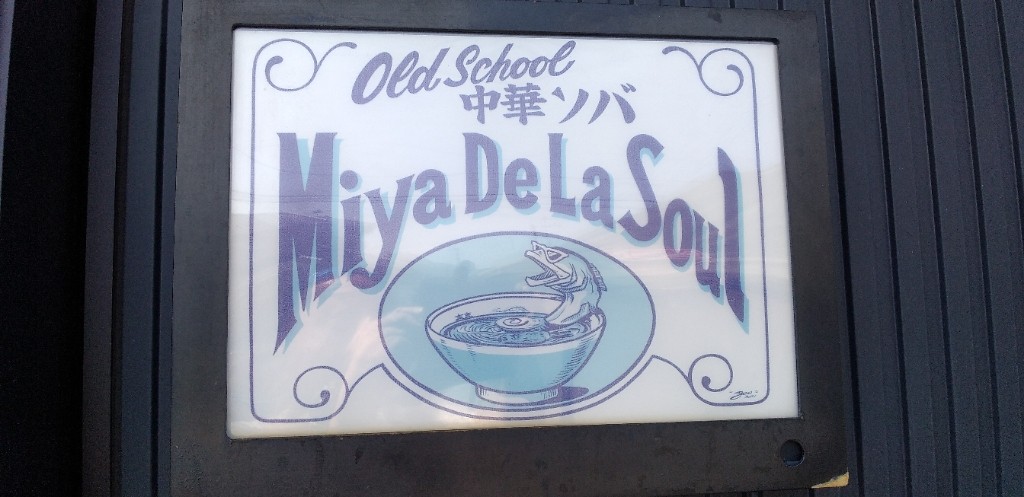 Old School
中華ソバ
Miya De La Soul